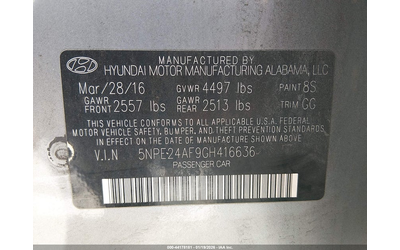 MANUFACTURED BY
HYUNDAI MOTOR MANUFACTURING ALABAMA, LLC
Mar/28/16 GVWR 4497 lbs PAINT 8S
GAWR FRONT 2557 lbs GAWR REAR 2513 lbs TRIM GG
THIS VEHICLE CONFORMS TO ALL APPLICABLE U.S.A. FEDERAL MOTOR
VEHICLE SAFETY, BUMPER, AND THEFT PREVENTION STANDARDS
IN EFFECT ON THE DATE OF MANUFACTURE SHOWN ABOVE.
V.I.N 5NPE24AF9GH416636
PASSENGER CAR